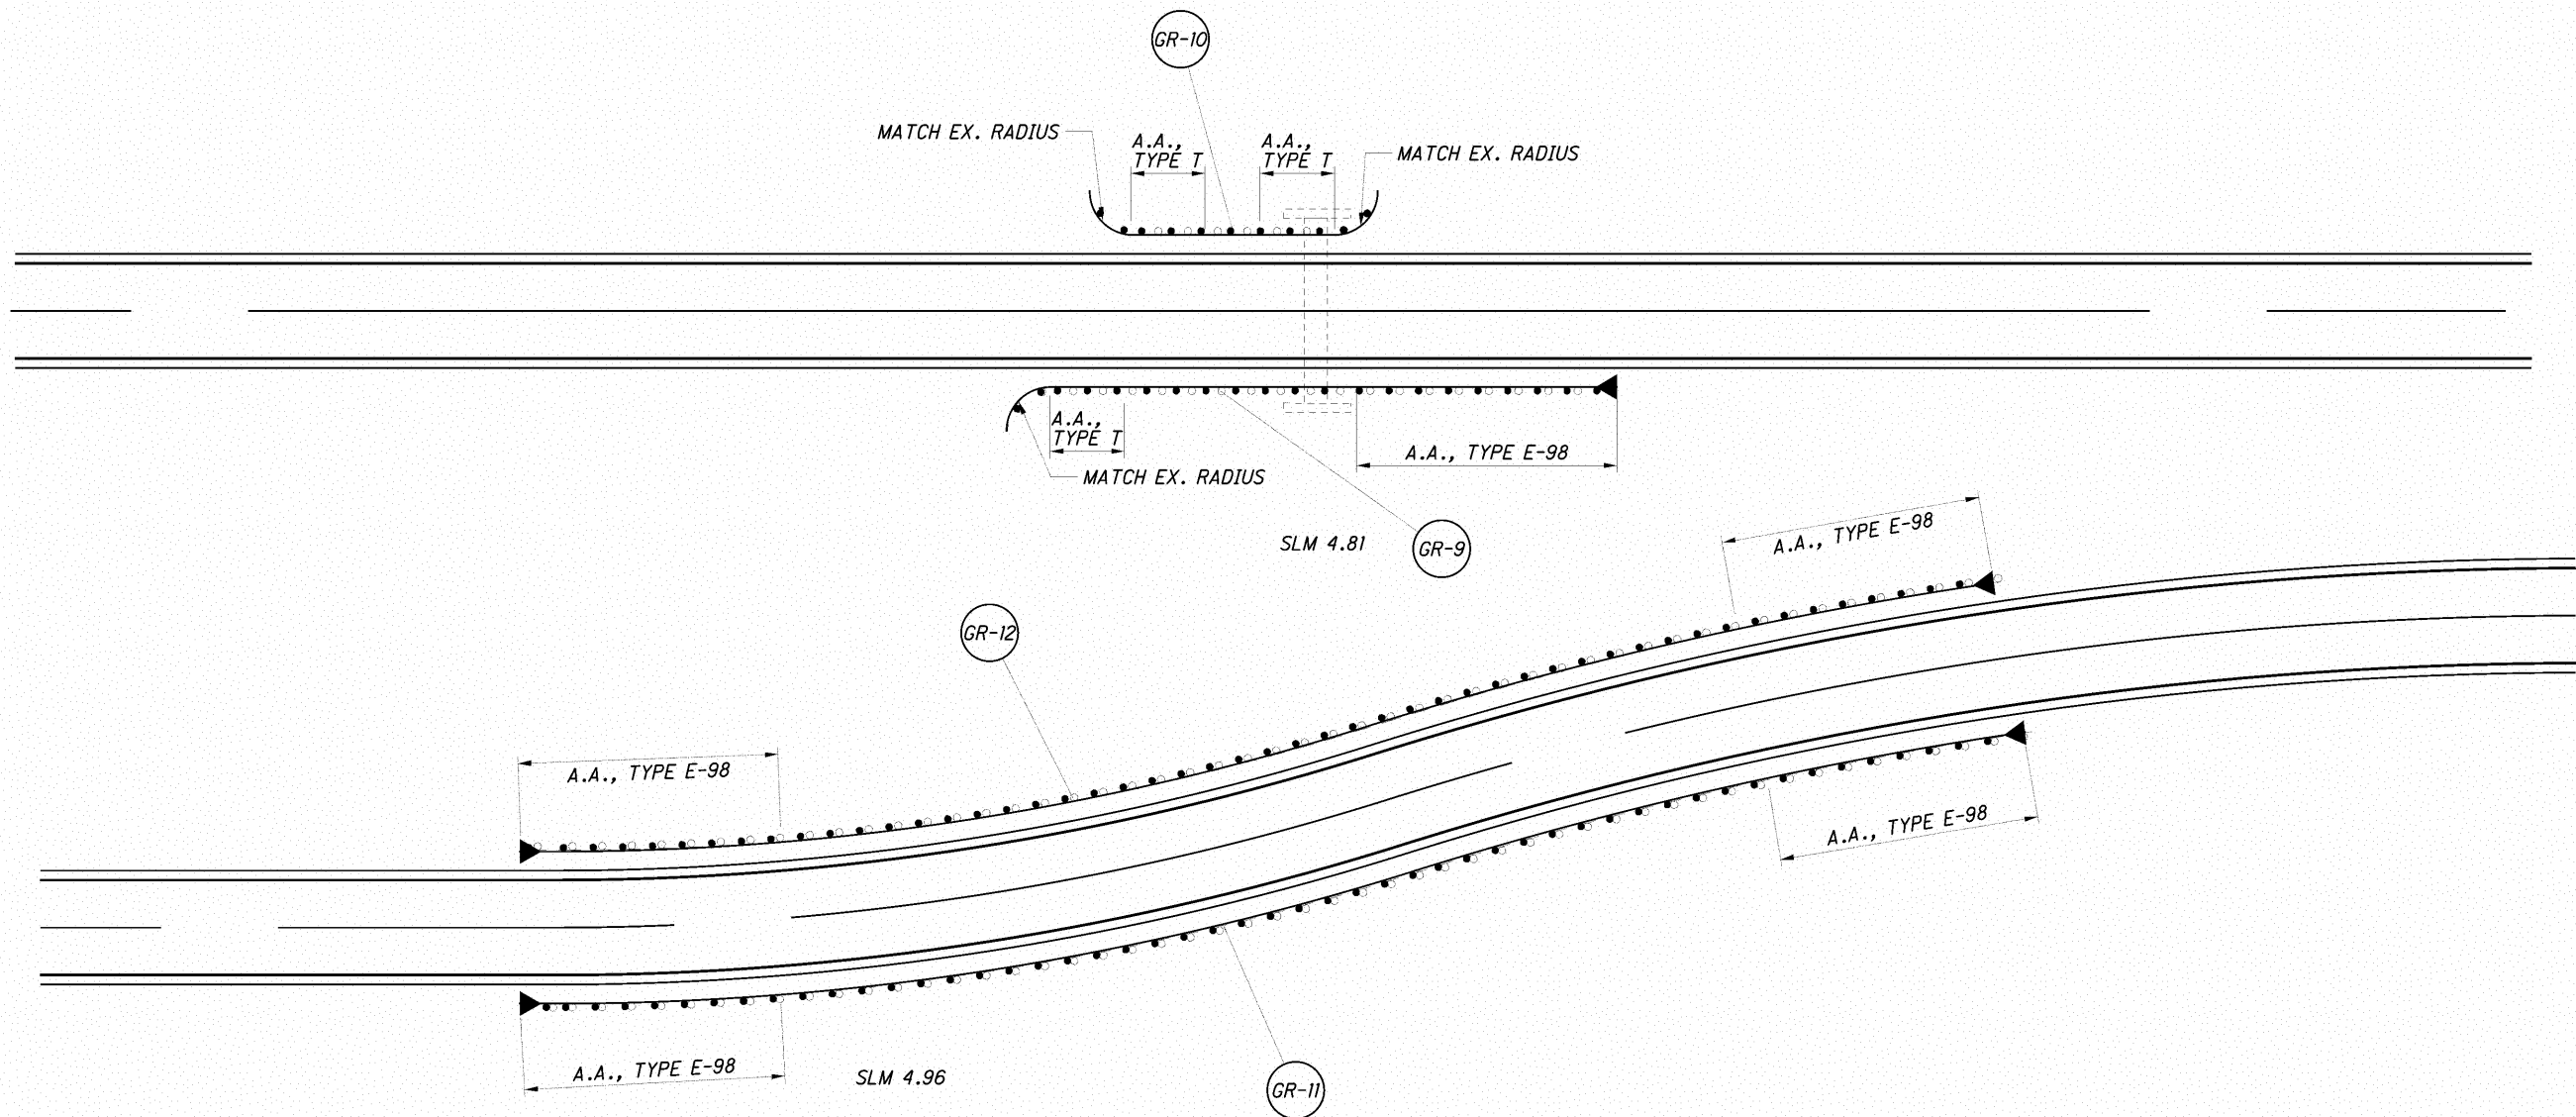 GR-10
MATCH EX. RADIUS
A.A.,
TYPE T
A.A.,
TYPE T
MATCH EX. RADIUS
A.A.,
TYPE T
A.A., TYPE E-98
MATCH EX. RADIUS
SLM 4.81
GR-9
A.A., TYPE E-98
GR-12
A.A., TYPE E-98
A.A., TYPE E-98
A.A., TYPE E-98
SLM 4.96
GR-11